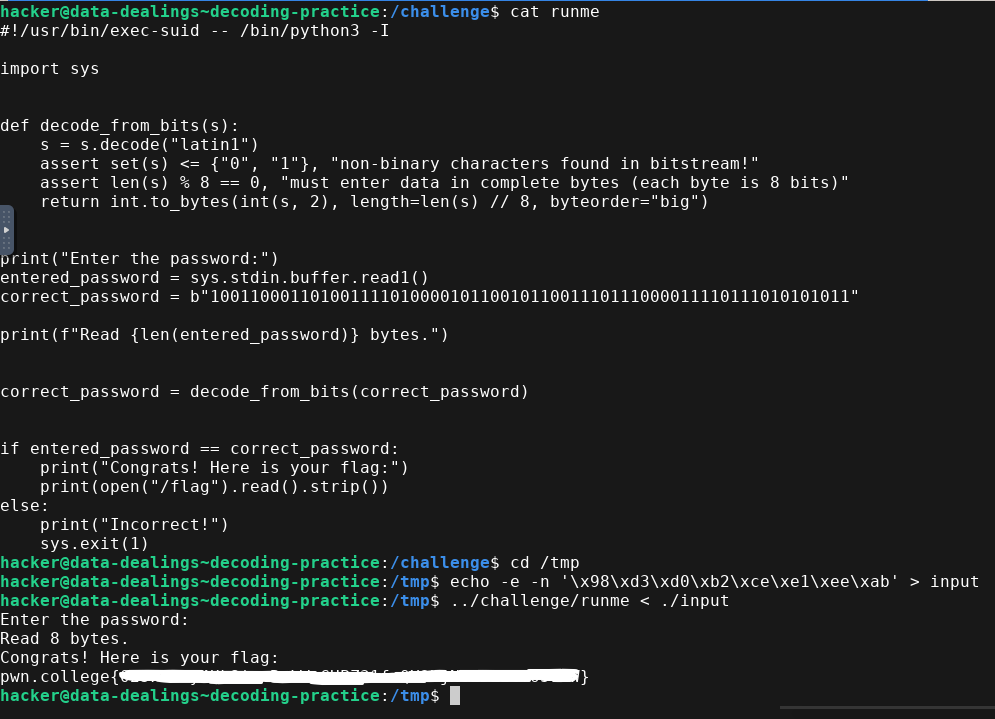 hacker@data-dealings~decoding-practice:/challenge$ cat runme
#!/usr/bin/exec-suid -- /bin/python3 -I
import sys
def decode_from_bits(s):
s = s.decode("latin1")
assert set(s) <= {"0", "1"}, "non-binary characters found in bitstream!"
assert len(s) % 8 == 0, "must enter data in complete bytes (each byte is 8 bits)"
return int.to_bytes(int(s, 2), length=len(s) // 8, byteorder="big")
print("Enter the password:")
entered_password = sys.stdin.buffer.read1()
correct_password = b"1001100011010011110100001011001011001110111000011110111010101011"
print(f"Read {len(entered_password)} bytes.")
correct_password = decode_from_bits(correct_password)
if entered_password == correct_password:
print("Congrats! Here is your flag:")
print(open("/flag").read().strip())
else:
print("Incorrect!")
sys.exit(1)
hacker@data-dealings~decoding-practice:/challenge$ cd /tmp
hacker@data-dealings~decoding-practice:/tmp$ echo -e -n '\x98\xd3\xd0\xb2\xce\xe1\xee\xab' > input
hacker@data-dealings~decoding-practice:/tmp$ ../challenge/runme < ./input
Enter the password:
Read 8 bytes.
Congrats! Here is your flag:
pwn.college{ }
hacker@data-dealings~decoding-practice:/tmp$